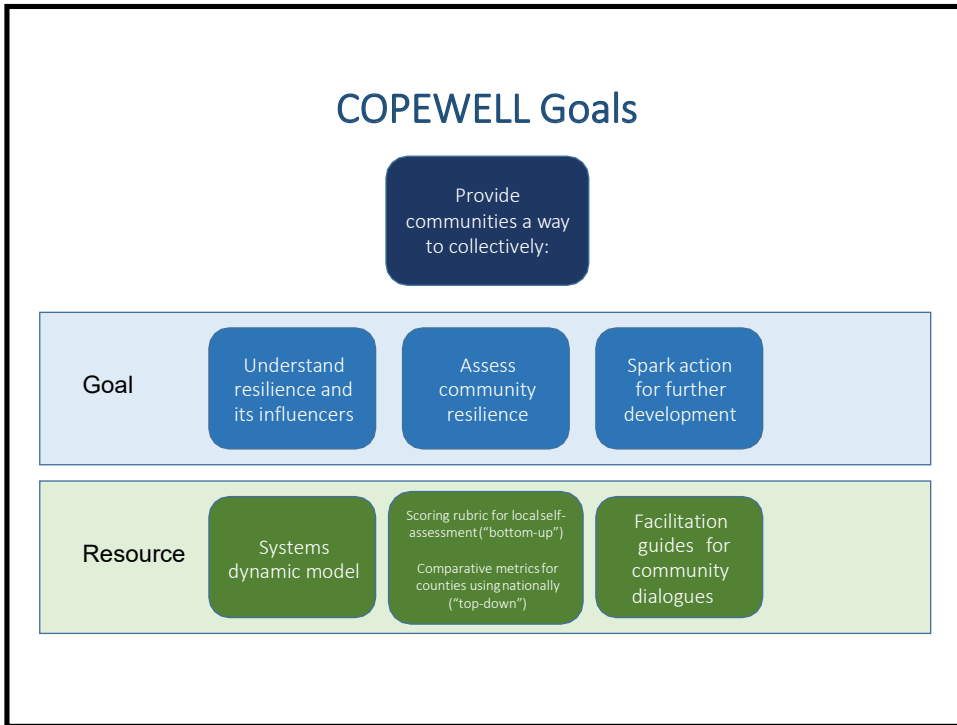 COPEWELL Goals
Provide
communities a way
to collectively:
Goal
Understand
resilience and
its influencers
Assess
community
resilience
Spark action
for further
development
Resource
Systems
dynamic model
Scoring rubric for local self-
assessment (“bottom-up”)
Comparative metrics for
counties using nationally
(“top-down”)
Facilitation
guides for
community
dialogues